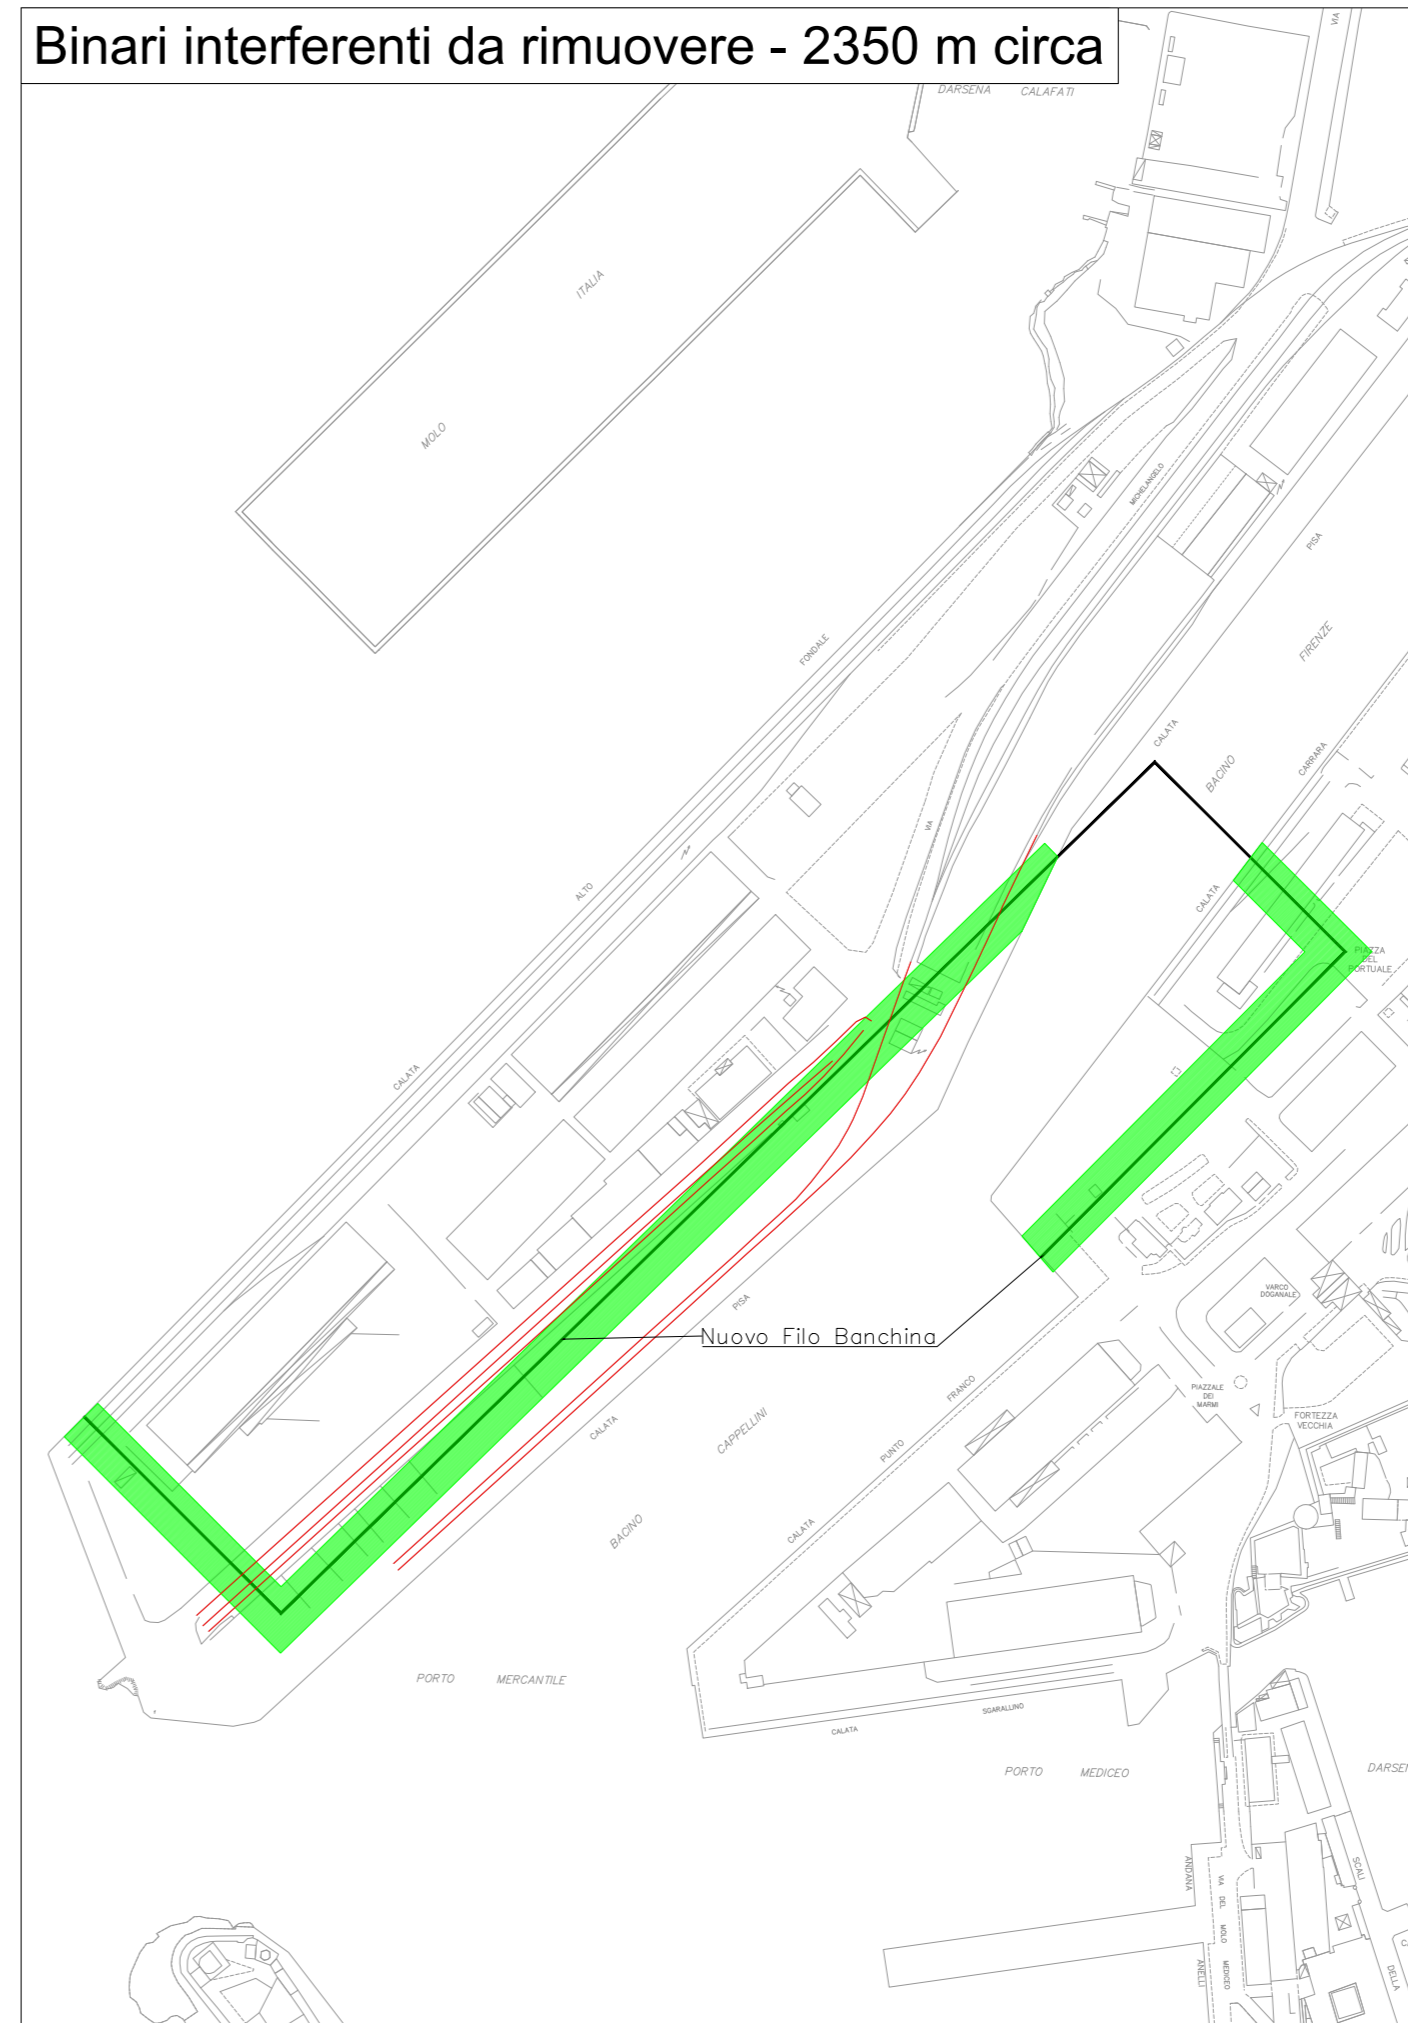 Binari interferenti da rimuovere - 2350 m circa
VIA
DARSENA CALAFATI
ITALIA
MOLO
MICHELANGELO
PISA
FIRENZE
FONDALE
CALATA
CARRARA
BACINO
VIA
ALTO
CALATA
PIAZZA
DEL
PORTUALE
CALATA
VARCO
DOGANALE
PISA
Nuovo Filo Banchina
PIAZZALE
DEI
MARMI
FRANCO
FORTEZZA
VECCHIA
CALATA
CAPPELLINI
PUNTO
BACINO
CALATA
PORTO MERCANTILE
SGARALLINO
CALATA
PORTO MEDICEO
DARSEN
ANDANA
VIA DEL MOLO MEDICEO
SCALI
ANELLI
DELLA